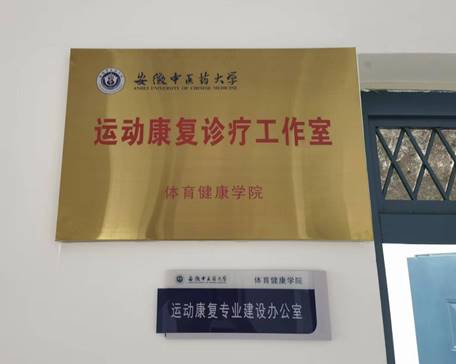 安徽中医药大学
ANHUI UNIVERSITY OF CHINESE MEDICINE
运动康复诊疗工作室
体育健康学院
安徽中医药大学
体育健康学院
运动康复专业建设办公室